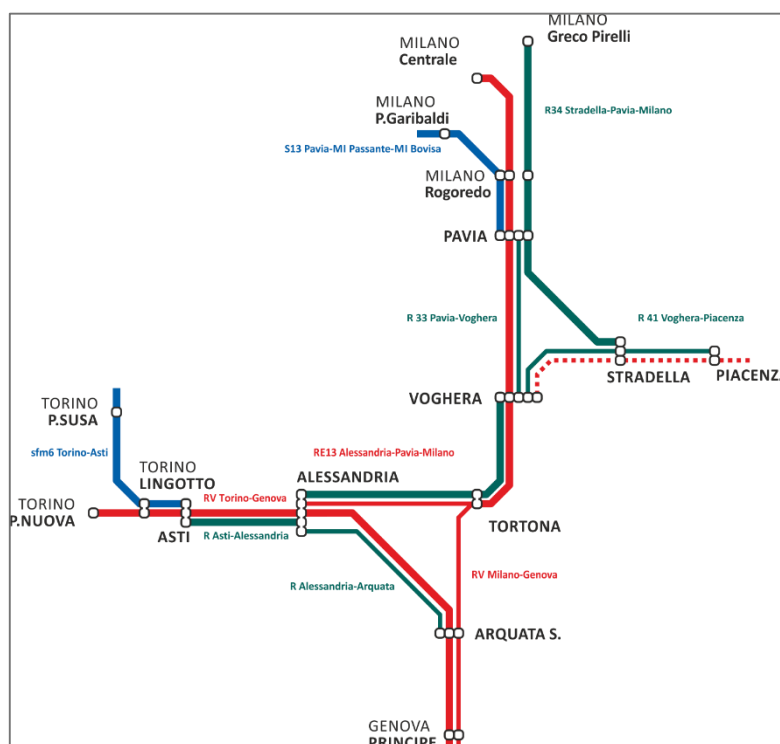 MILANO
Greco Pirelli
MILANO
Centrale
MILANO
P.Garibaldi
R34 Stradella-Pavia-Milano
S13 Pavia-MI Passante-MI Bovisa
MILANO
Rogoredo
PAVIA
R 33 Pavia-Voghera
R 41 Voghera-Piacenza
STRADELLA
PIACENZA
VOGHERA
TORINO
P.SUSA
sfm6 Torino-Asti
RE13 Alessandria-Pavia-Milano
TORINO
LINGOTTO
ALESSANDRIA
RV Torino-Genova
TORINO
P.NUOVA
TORTONA
ASTI
R Asti-Alessandria
RV Milano-Genova
R Alessandria-Arquata
ARQUATA S.
GENOVA
PRINCIPE